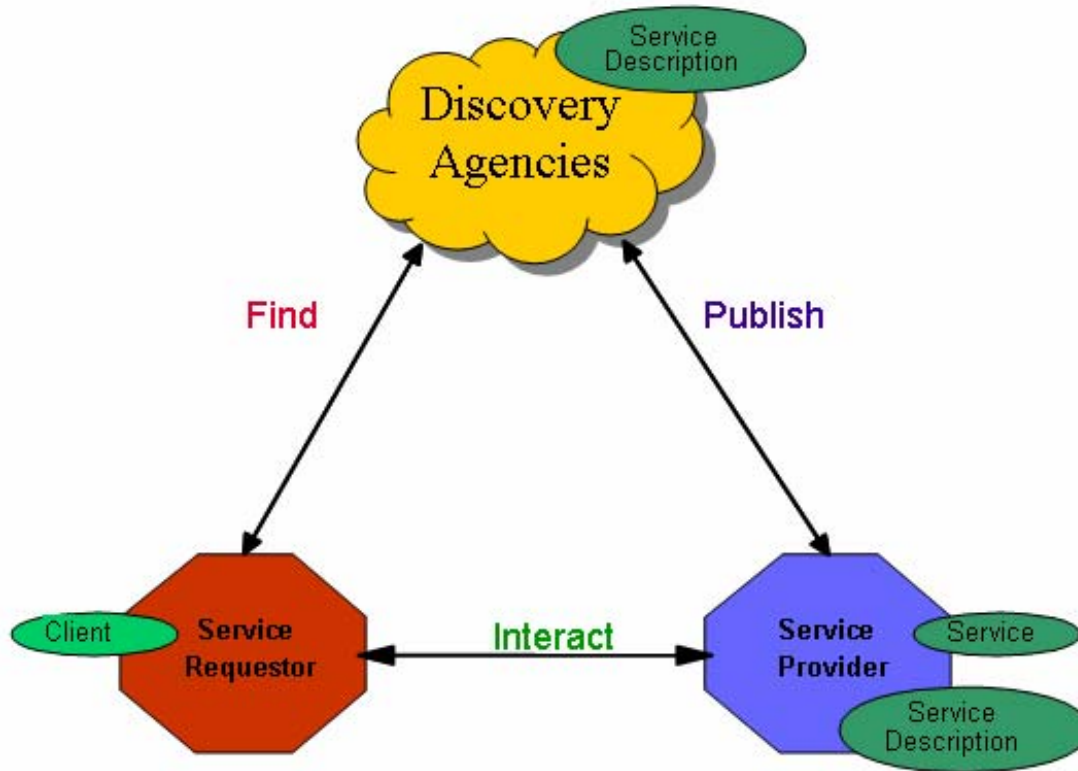 Service
Description
Discovery
Agencies
Find
Publish
Client
Service
Requestor
Interact
Service
Provider
Service
Service
Description